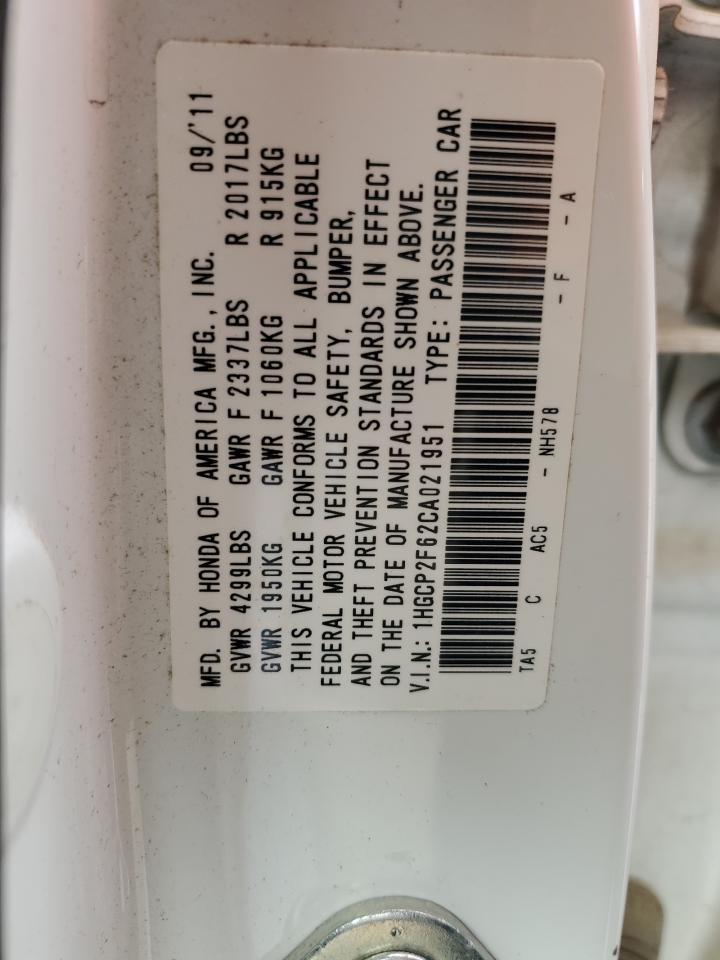 MFD. BY HONDA OF AMERICA MFG., INC. 09/'11
GVWR 4299LBS GAWR F 2337LBS R 2017LBS
GVWR 1950KG GAWR F 1060KG R 915KG
THIS VEHICLE CONFORMS TO ALL APPLICABLE
FEDERAL MOTOR VEHICLE SAFETY, BUMPER,
AND THEFT PREVENTION STANDARDS IN EFFECT
ON THE DATE OF MANUFACTURE SHOWN ABOVE.
V.I.N.: 1HGCP2F62CA021951 TYPE: PASSENGER CAR
TA5 C AC5 - NH578 - F - A